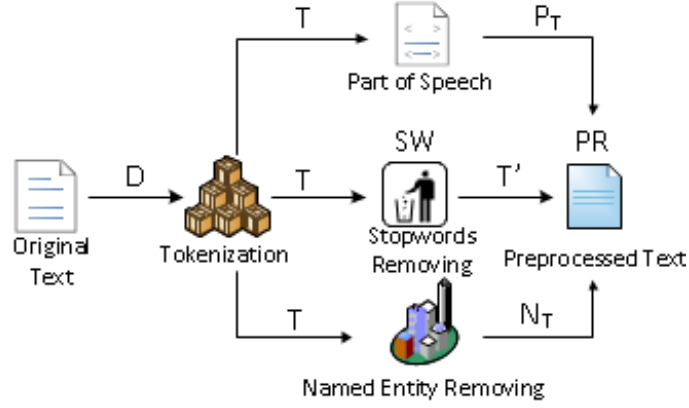 T
P_T
Part of Speech
SW
PR
D
T
T'
Original
Text
Tokenization
Stopwords
Removing
Preprocessed Text
T
N_T
Named Entity Removing